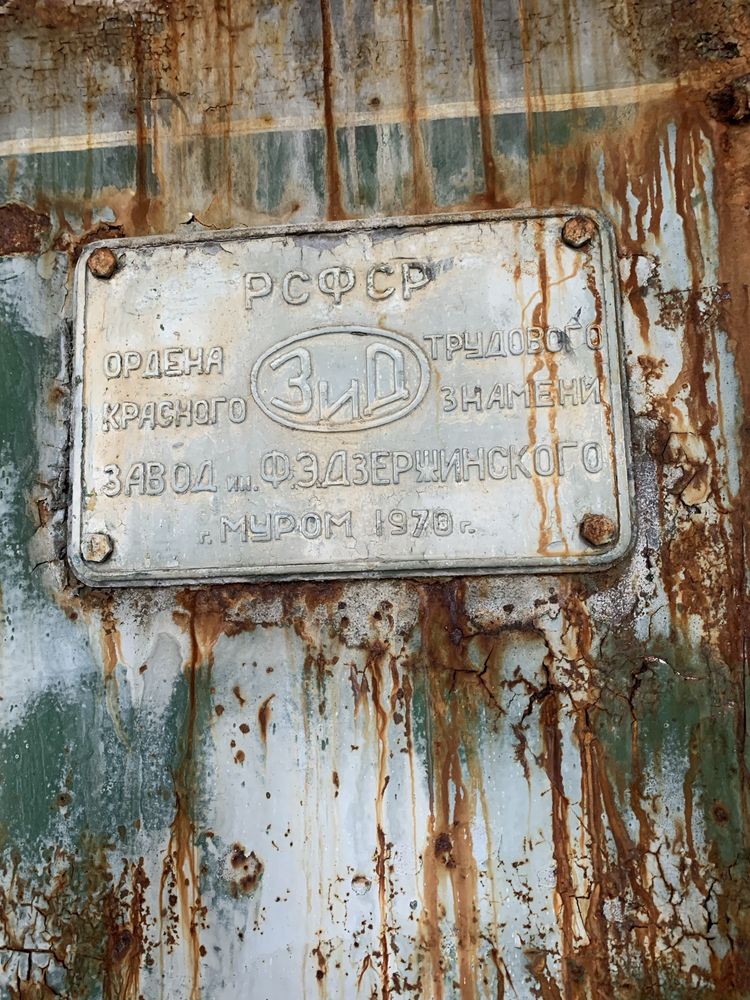 РСФСР
ОРДЕНА ЗиД ТРУДОВОГО
КРАСНОГО ЗНАМЕНИ
ЗАВОД им. Ф.Э.ДЗЕРЖИНСКОГО
г. МУРОМ 1970 г.